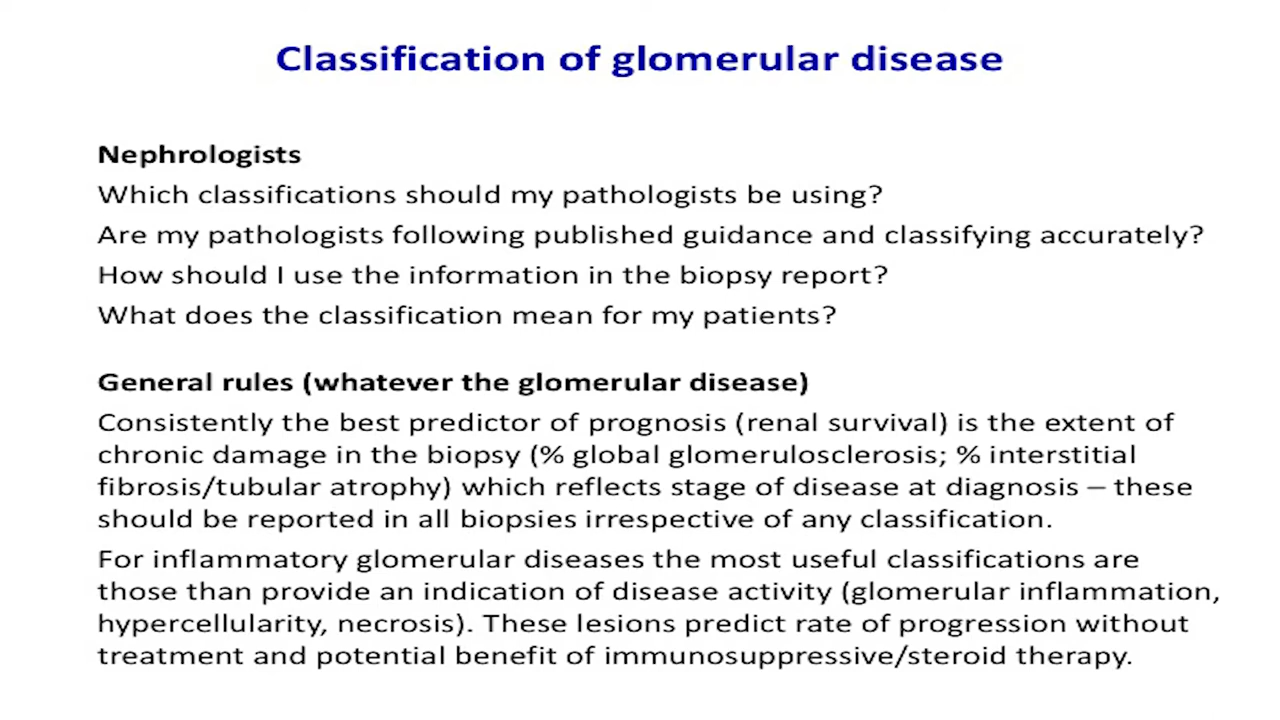 Classification of glomerular disease
Nephrologists
Which classifications should my pathologists be using?
Are my pathologists following published guidance and classifying accurately?
How should I use the information in the biopsy report?
What does the classification mean for my patients?
General rules (whatever the glomerular disease)
Consistently the best predictor of prognosis (renal survival) is the extent of
chronic damage in the biopsy (% global glomerulosclerosis; % interstitial
fibrosis/tubular atrophy) which reflects stage of disease at diagnosis – these
should be reported in all biopsies irrespective of any classification.
For inflammatory glomerular diseases the most useful classifications are
those than provide an indication of disease activity (glomerular inflammation,
hypercellularity, necrosis). These lesions predict rate of progression without
treatment and potential benefit of immunosuppressive/steroid therapy.